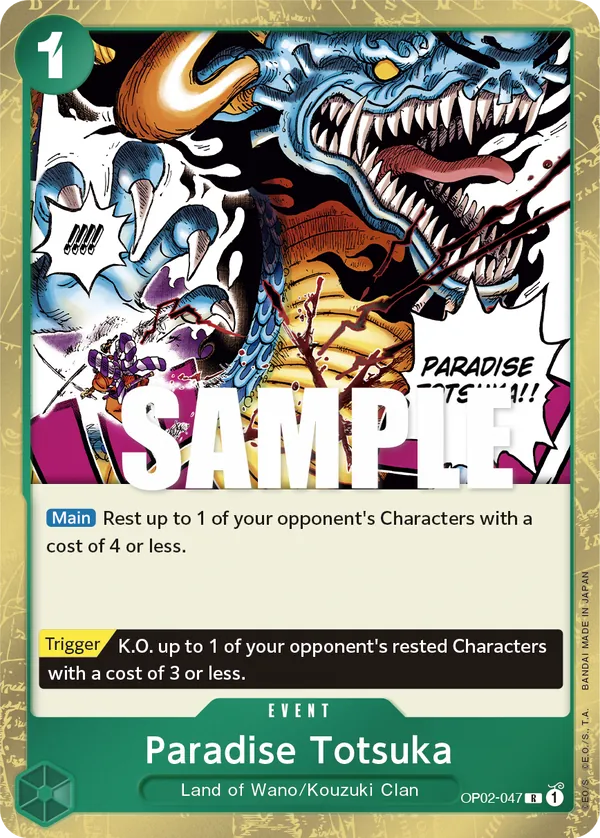 1
!!!!!
PARADISE
TOTSUKA!!
SAMPLE
Main Rest up to 1 of your opponent's Characters with a
cost of 4 or less.
Trigger K.O. up to 1 of your opponent's rested Characters
with a cost of 3 or less.
EVENT
Paradise Totsuka
Land of Wano/Kouzuki Clan
OP02-047 R 1
©E.O./S. ©E.O./S., T.A. BANDAI MADE IN JAPAN